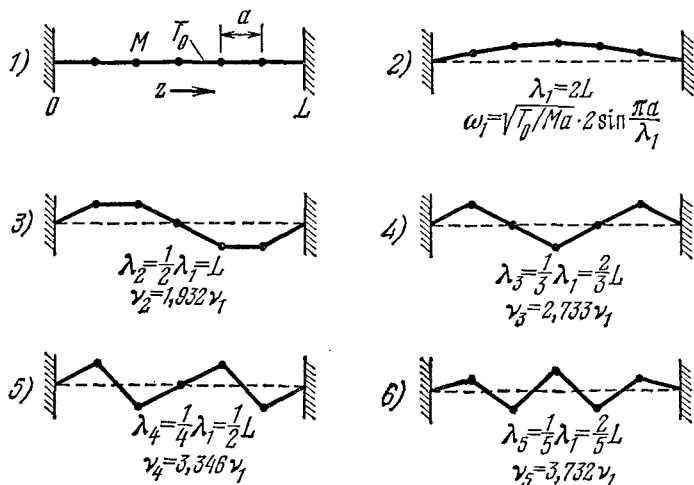 1)
M
T₀
a
z
0
L
2)
λ₁=2L
ω₁=√T₀/Ma·2 sin πa/λ₁
3)
λ₂=1/2λ₁=L
ν₂=1,932ν₁
4)
λ₃=1/3λ₁=2/3L
ν₃=2,733ν₁
5)
λ₄=1/4λ₁=1/2L
ν₄=3,346ν₁
6)
λ₅=1/5λ₁=2/5L
ν₅=3,732ν₁